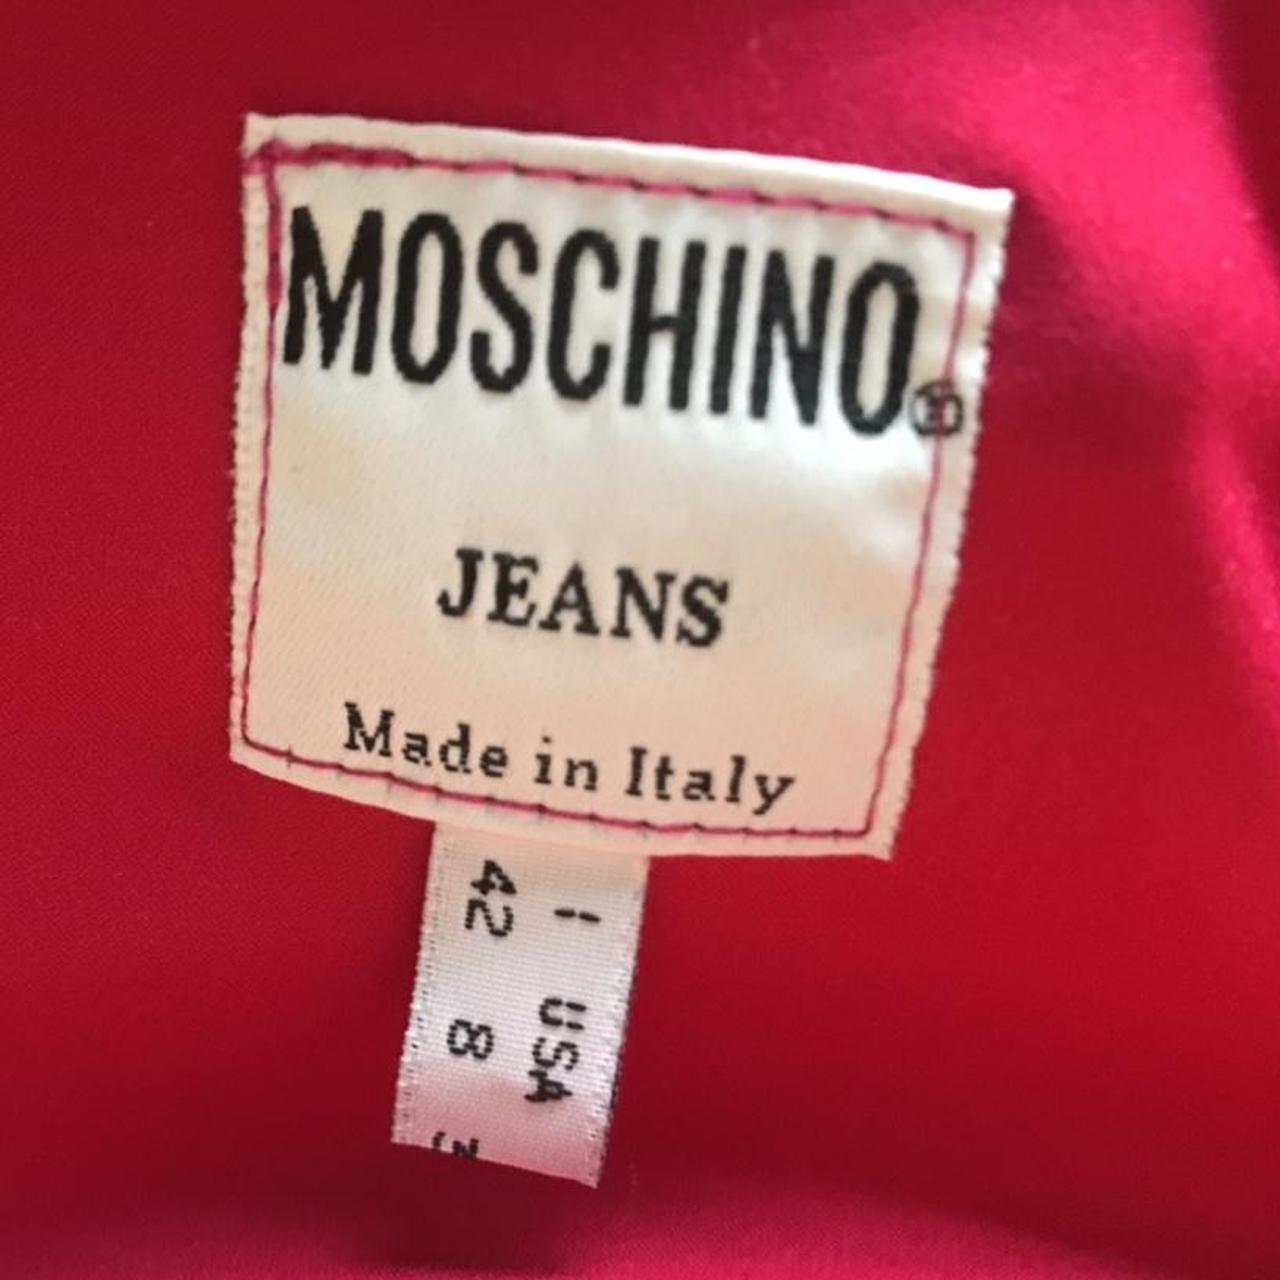 MOSCHINO®
JEANS
Made in Italy
I USA
42 8